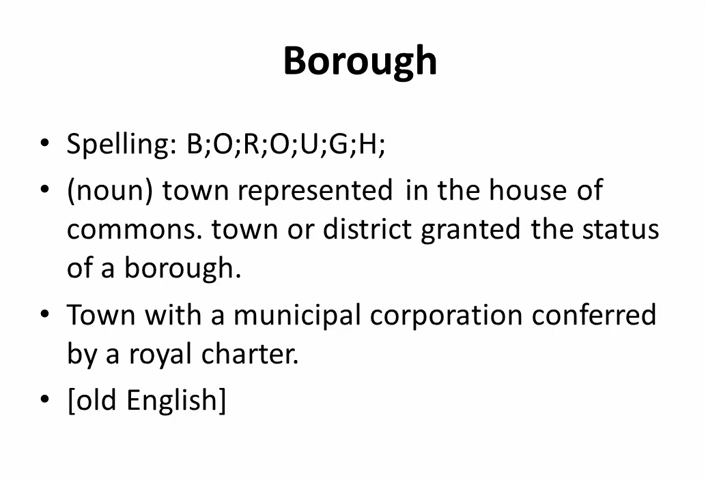 Borough
• Spelling: B;O;R;O;U;G;H;
• (noun) town represented in the house of
commons. town or district granted the status
of a borough.
• Town with a municipal corporation conferred
by a royal charter.
• [old English]